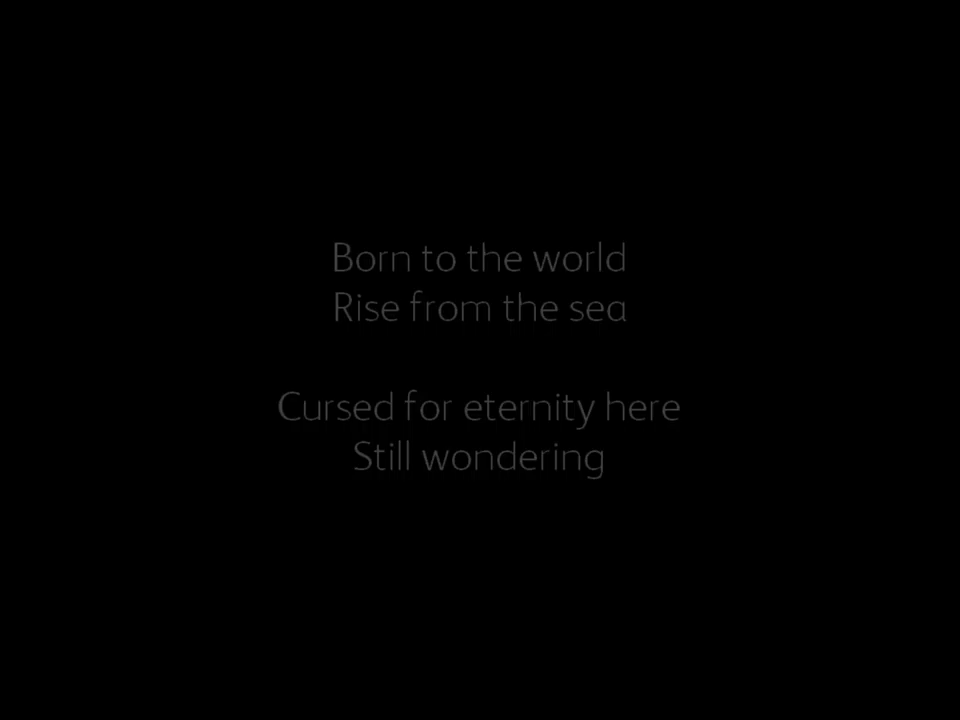 Born to the world
Rise from the sea
Cursed for eternity here
Still wondering